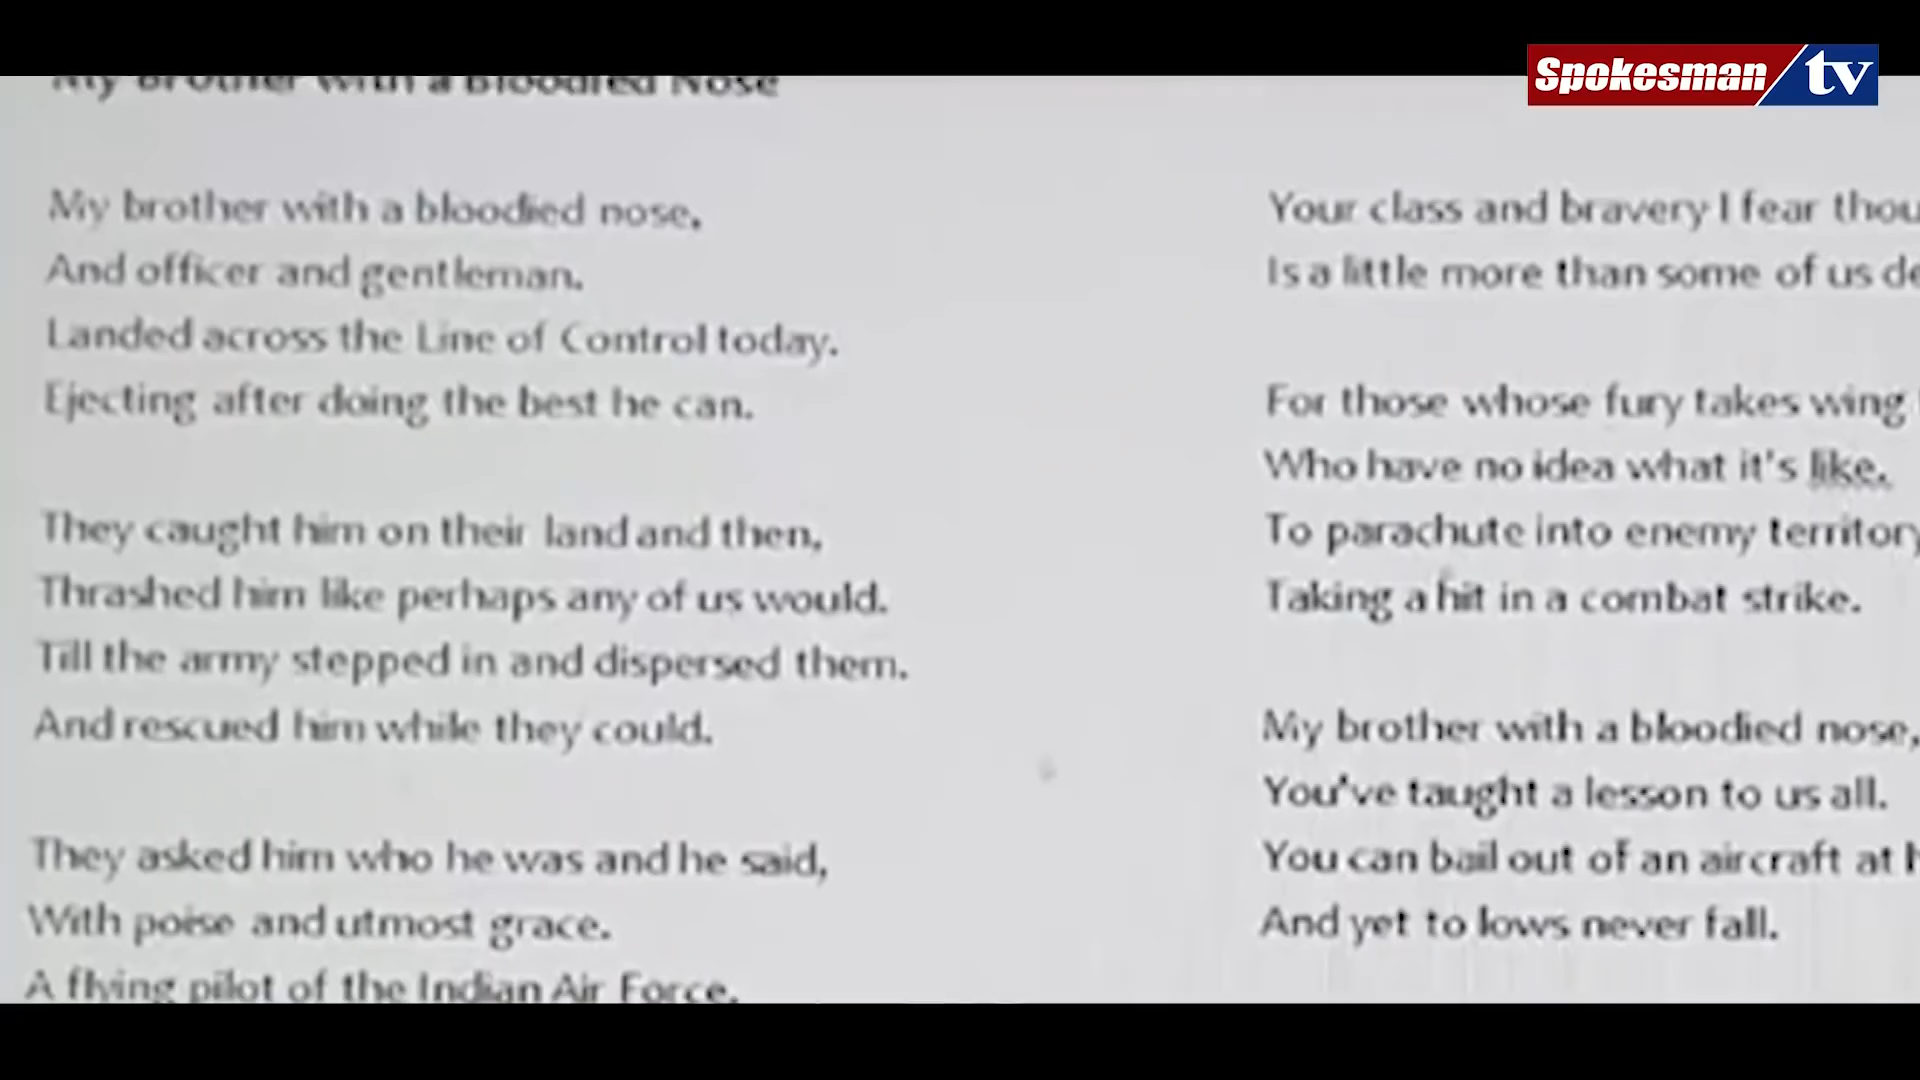 Spokesman tv
My Brother with a Bloodied Nose
My brother with a bloodied nose,
And officer and gentleman.
Landed across the Line of Control today.
Ejecting after doing the best he can.
They caught him on their land and then,
Thrashed him like perhaps any of us would.
Till the army stepped in and dispersed them.
And rescued him while they could.
They asked him who he was and he said,
With poise and utmost grace.
A flying pilot of the Indian Air Force.
Your class and bravery I fear
Is a little more than some of us
For those whose fury takes wing
Who have no idea what it's like.
To parachute into enemy territory
Taking a hit in a combat strike.
My brother with a bloodied nose,
You've taught a lesson to us all.
You can bail out of an aircraft at
And yet to lows never fall.